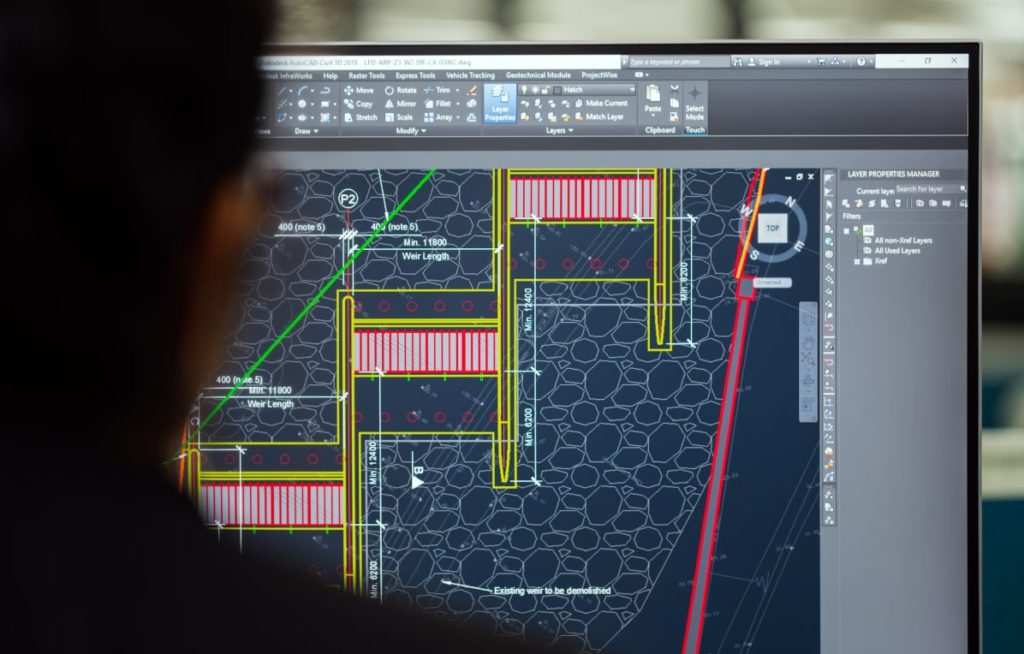 Autodesk AutoCAD Civil 3D 2018 LFD-ARP-Z3-W2-DR-CX-01002.dwg
Type a keyword or phrase
Sign In
InfraWorks Help Raster Tools Express Tools Vehicle Tracking Geotechnical Module ProjectWise
Move Rotate Trim
Copy Mirror Fillet
Stretch Scale Array
Draw Modify
Layer
Properties
Hatch
Make Current
Match Layer
Layers
Paste
Clipboard
Select
Mode
Touch
LAYER PROPERTIES MANAGER
Current layer
Search for layer
Filters
All
All non-Xref Layers
All Used Layers
Xref
N
W
TOP
E
S
Unnamed
P2
400 (note 5)
400 (note 5)
Min. 11800
Weir Length
Min. 12400
Min. 6200
400 (note 5)
Min. 11800
Weir Length
B
Min. 12400
Min. 6200
Existing weir to be demolished